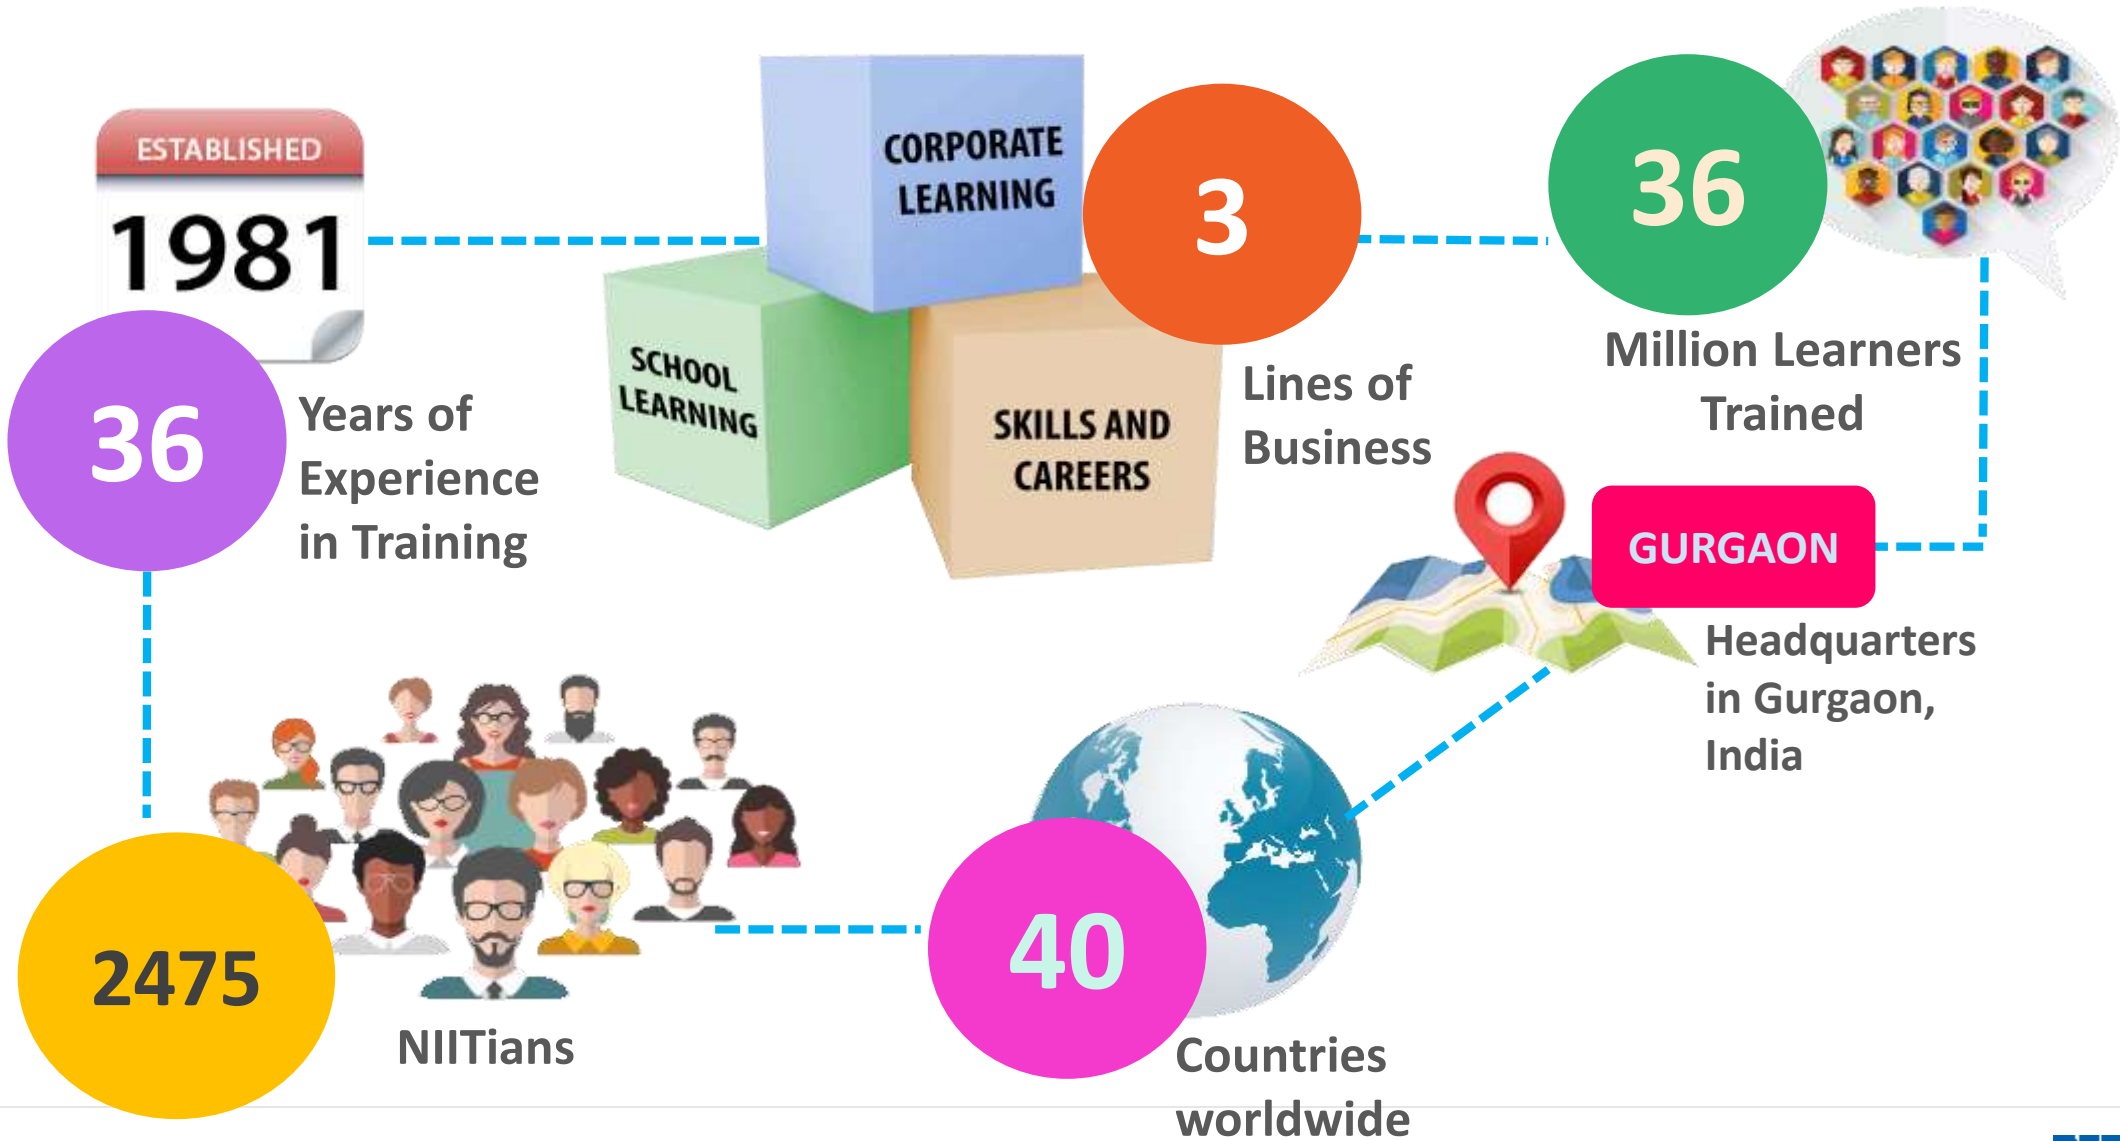 ESTABLISHED
1981
36
Years of
Experience
in Training
CORPORATE
LEARNING
SCHOOL
LEARNING
SKILLS AND
CAREERS
3
Lines of
Business
36
Million Learners
Trained
GURGAON
Headquarters
in Gurgaon,
India
40
Countries
worldwide
2475
NIITians